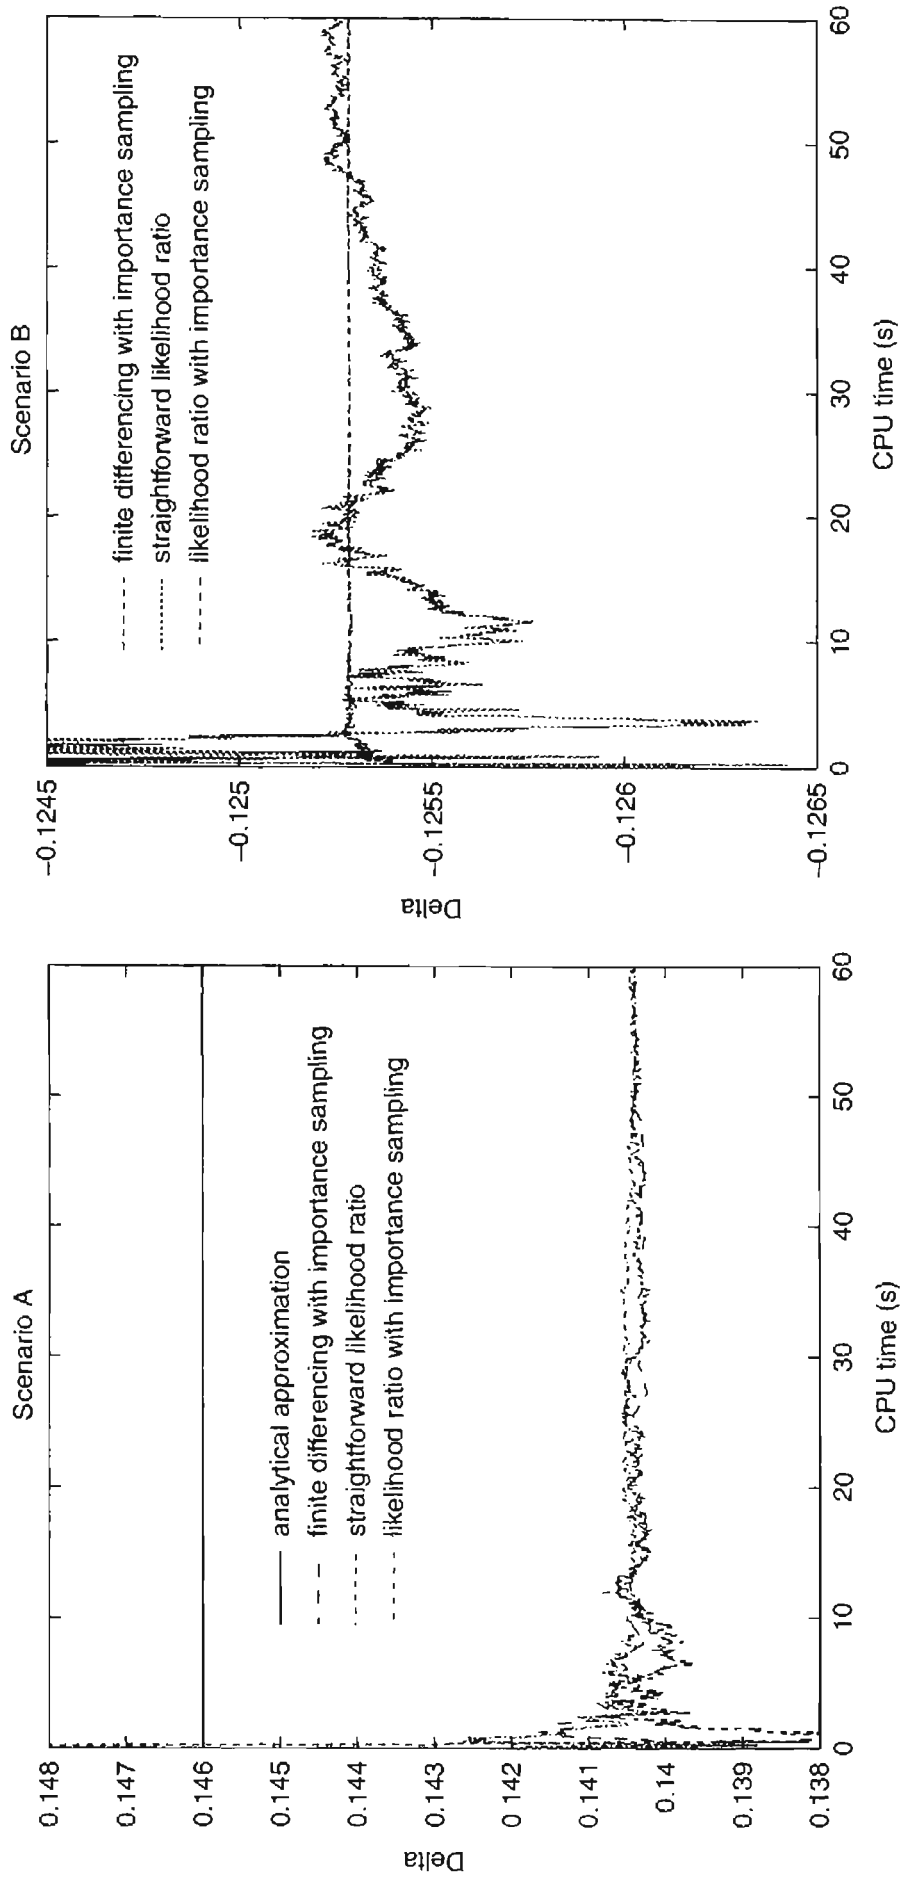 Scenario A
0.148
0.147
0.146
0.145
0.144
0.143
0.142
0.141
0.14
0.139
0.138
Delta
analytical approximation
finite differencing with importance sampling
straightforward likelihood ratio
likelihood ratio with importance sampling
0 10 20 30 40 50 60
CPU time (s)
Scenario B
−0.1245
−0.125
−0.1255
−0.126
−0.1265
Delta
finite differencing with importance sampling
straightforward likelihood ratio
likelihood ratio with importance sampling
0 10 20 30 40 50 60
CPU time (s)